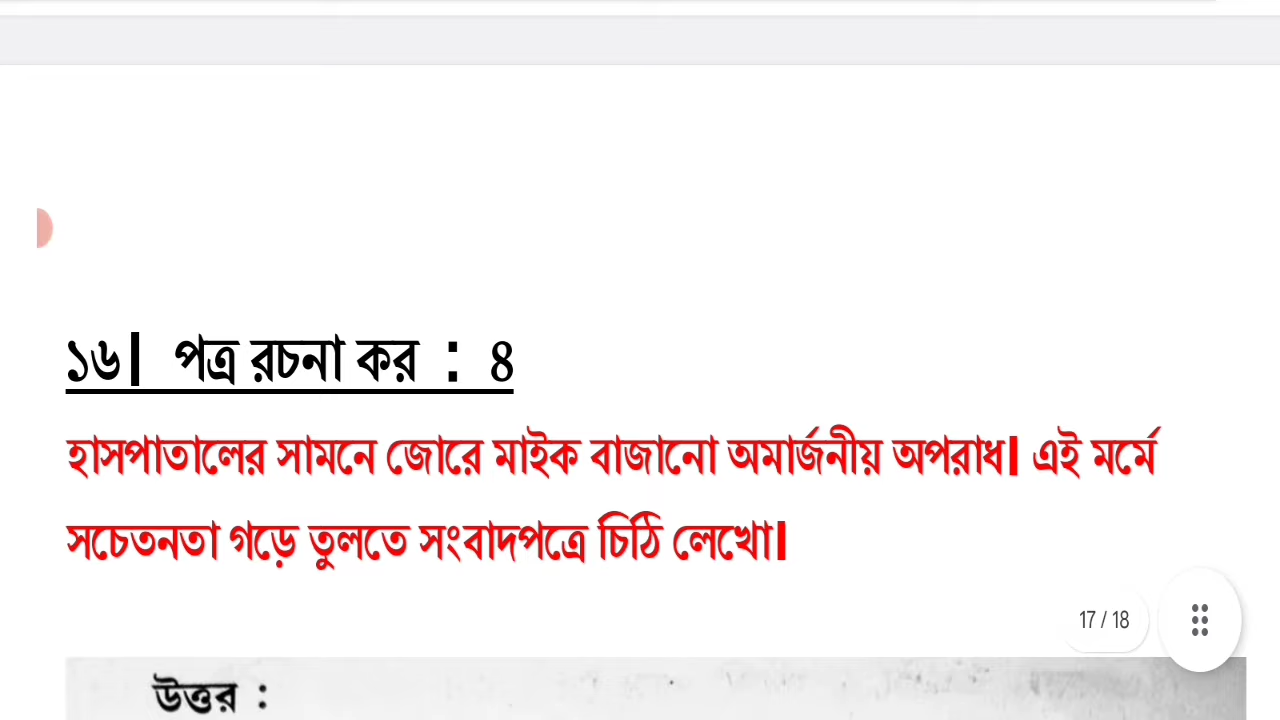 ১৬। পত্র রচনা কর : 8
হাসপাতালের সামনে জোরে মাইক বাজানো অমার্জনীয় অপরাধ। এই মর্মে
সচেতনতা গড়ে তুলতে সংবাদপত্রে চিঠি লেখো।
17 / 18
উত্তর :